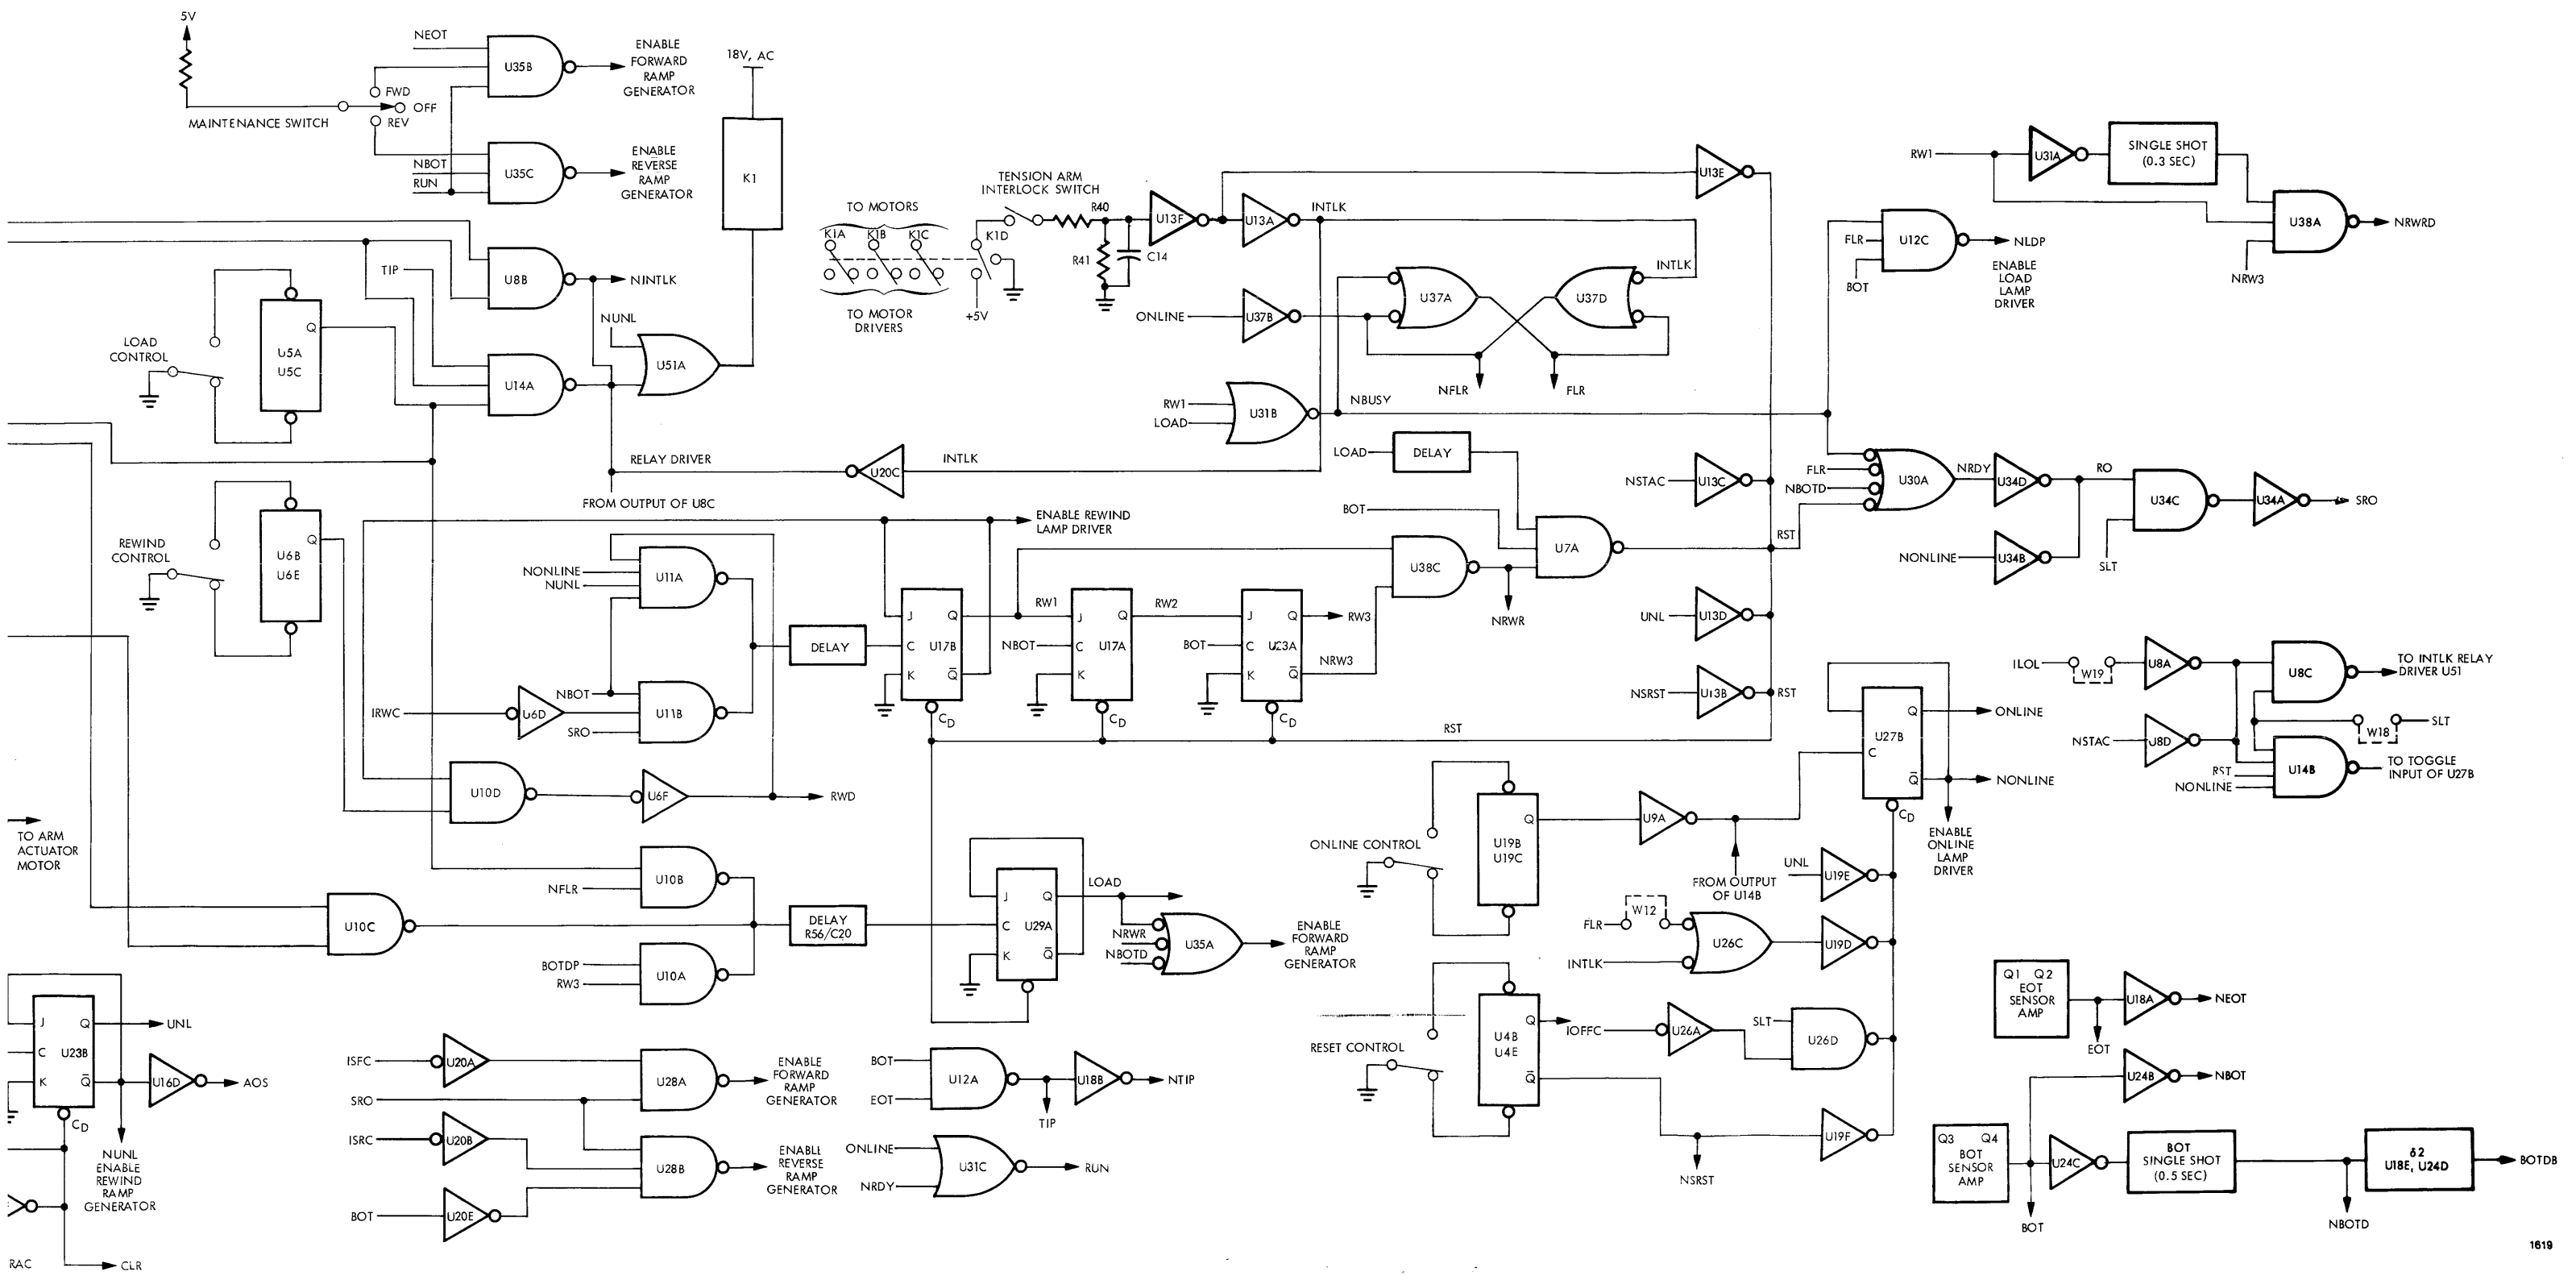 5V
MAINTENANCE SWITCH
FWD
OFF
REV
NEOT
U35B
ENABLE
FORWARD
RAMP
GENERATOR
NBOT
RUN
U35C
ENABLE
REVERSE
RAMP
GENERATOR
18V, AC
K1
U8B
NINTLK
TIP
LOAD
CONTROL
Q
U5A
U5C
U14A
NUNL
U51A
RELAY DRIVER
FROM OUTPUT OF U8C
REWIND
CONTROL
Q
U6B
U6E
TO MOTORS
K1A
K1B
K1C
K1D
TO MOTOR
DRIVERS
+5V
TENSION ARM
INTERLOCK SWITCH
R40
R41
C14
U13F
U13A
INTLK
U13E
ONLINE
U37B
U37A
U37D
INTLK
NFLR
FLR
RW1
LOAD
U31B
NBUSY
U20C
INTLK
LOAD
DELAY
BOT
U7A
U38C
NRWR
NSTAC
U13C
RST
UNL
U13D
NSRST
U13B
RST
RST
ENABLE REWIND
LAMP DRIVER
NONLINE
NUNL
U11A
NBOT
IRWC
U6D
SRO
U11B
DELAY
J
Q
C
U17B
K
Q
CD
RW1
J
NBOT
C
U17A
K
CD
RW2
J
Q
BOT
C
U23A
K
Q
CD
RW3
NRW3
U10D
U6F
RWD
TO ARM
ACTUATOR
MOTOR
U10C
U10B
NFLR
BOTDP
RW3
U10A
DELAY
R56/C20
J
Q
C
U29A
K
Q
LOAD
NRWR
NBOTD
U35A
ENABLE
FORWARD
RAMP
GENERATOR
J
Q
C
U23B
K
Q
CD
UNL
U16D
AOS
NUNL
ENABLE
REWIND
RAMP
GENERATOR
RAC
CLR
ISFC
U20A
SRO
U28A
ENABLE
FORWARD
RAMP
GENERATOR
ISRC
U20B
U28B
ENABLE
REVERSE
RAMP
GENERATOR
BOT
U20E
BOT
EOT
U12A
TIP
U18B
NTIP
ONLINE
NRDY
U31C
RUN
RW1
U31A
SINGLE SHOT
(0.3 SEC)
U38A
NRWRD
NRW3
FLR
BOT
U12C
NLDP
ENABLE
LOAD
LAMP
DRIVER
FLR
NBOTD
U30A
NRDY
U34D
RO
NONLINE
U34B
SLT
U34C
U34A
SRO
ILOL
W19
U8A
U8C
TO INTLK RELAY
DRIVER U51
W18
SLT
NSTAC
U8D
RST
NONLINE
U14B
TO TOGGLE
INPUT OF U27B
ONLINE CONTROL
Q
U19B
U19C
U9A
FROM OUTPUT
OF U14B
Q
U27B
C
Q
CD
ONLINE
NONLINE
ENABLE
ONLINE
LAMP
DRIVER
UNL
U19E
FLR
W12
U26C
INTLK
U19D
RESET CONTROL
Q
U4B
U4E
Q
IOFFC
U26A
SLT
U26D
U19F
NSRST
Q1 Q2
EOT
SENSOR
AMP
U18A
NEOT
EOT
U24B
NBOT
Q3 Q4
BOT
SENSOR
AMP
U24C
BOT
BOT
SINGLE SHOT
(0.5 SEC)
NBOTD
δ2
U18E, U24D
BOTDB
1619